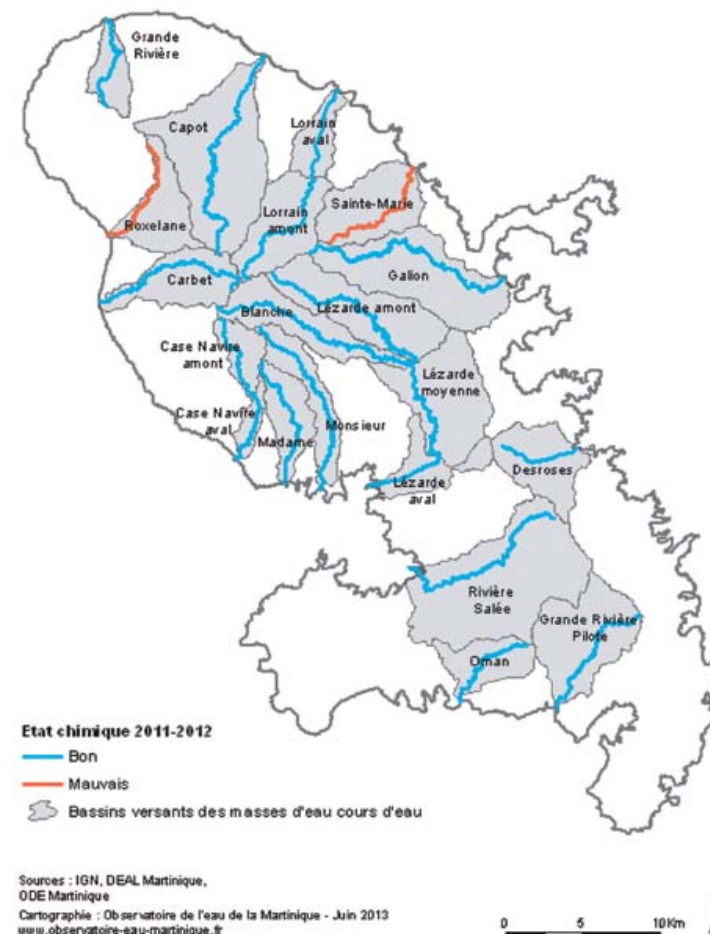 Grande
Rivière
Capot
Lorrain
aval
Sainte-Marie
Roxelane
Lorrain
amont
Galion
Carbet
Lézarde amont
Blanche
Case Navire
amont
Lézarde
moyenne
Case Navire
aval
Madame
Monsieur
Desroses
Lézarde
aval
Rivière
Salée
Grande Rivière
Pilote
Oman
Etat chimique 2011-2012
Bon
Mauvais
Bassins versants des masses d'eau cours d'eau
Sources : IGN, DEAL Martinique,
ODE Martinique
Cartographie : Observatoire de l'eau de la Martinique - Juin 2013
www.observatoire-eau-martinique.fr
0 5 10 Km